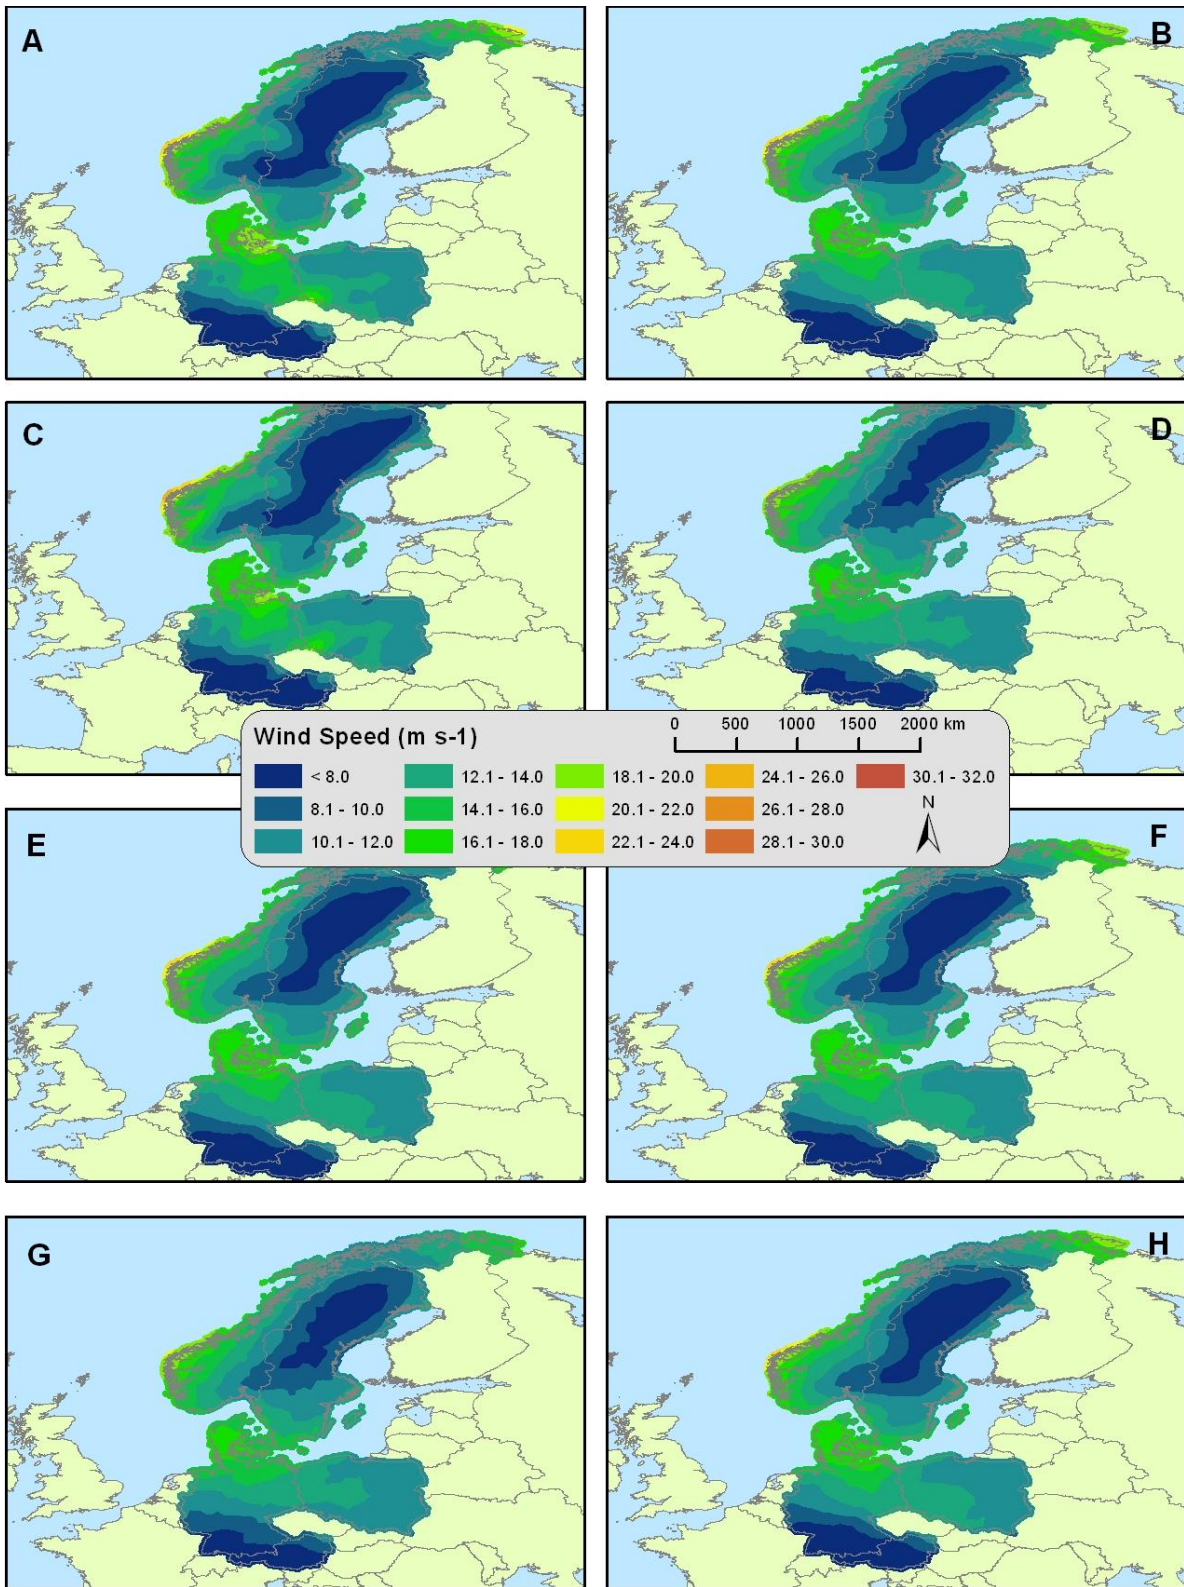 A
B
C
D
Wind Speed (m s-1)
0 500 1000 1500 2000 km
< 8.0
12.1 - 14.0
18.1 - 20.0
24.1 - 26.0
30.1 - 32.0
8.1 - 10.0
14.1 - 16.0
20.1 - 22.0
26.1 - 28.0
N
10.1 - 12.0
16.1 - 18.0
22.1 - 24.0
28.1 - 30.0
E
F
G
H